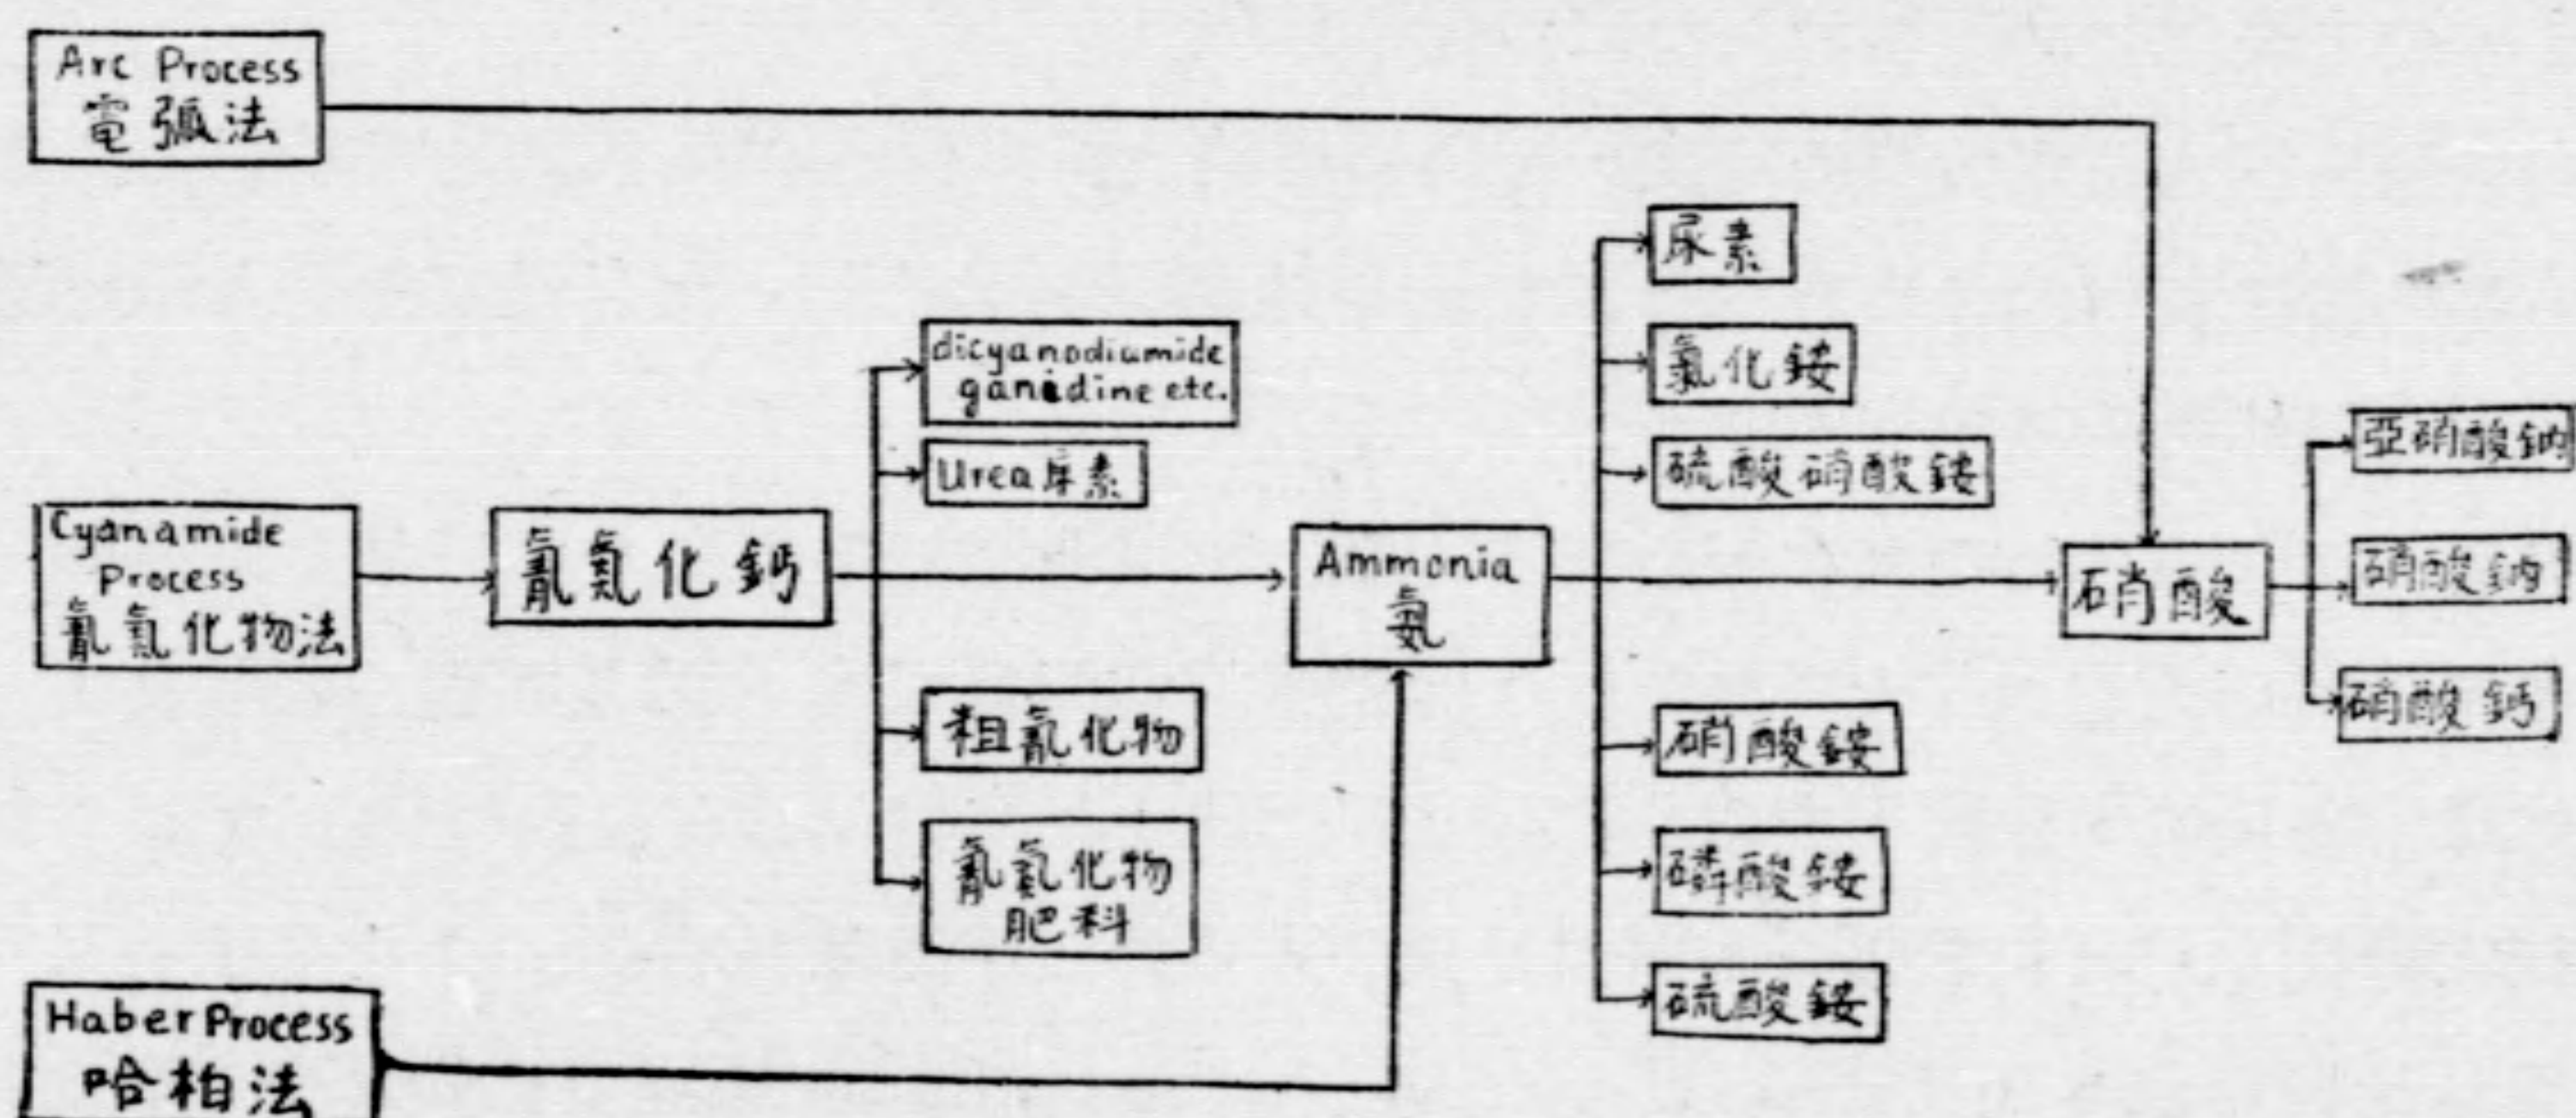 Arc Process
電弧法
尿素
dicyanodiamide
ganidine etc.
氯化銨
Urea 尿素
硫酸硝酸銨
亞硝酸鈉
Cyanamide
Process
氰氮化物法
氰氮化鈣
Ammonia
氨
硝酸
硝酸鈉
粗氰化物
硝酸銨
硝酸鈣
氰氮化物
肥料
磷酸銨
硫酸銨
Haber Process
哈柏法